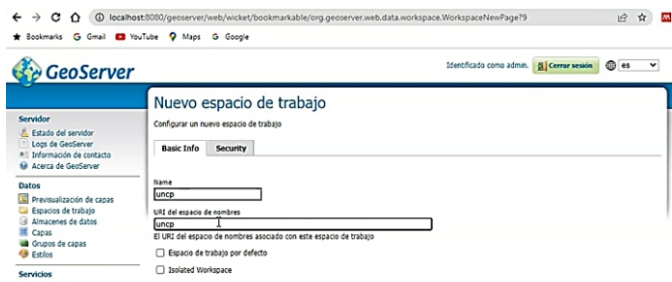 localhost:8080/geoserver/web/wicket/bookmarkable/org.geoserver.web.data.workspace.WorkspaceNewPage?9
Bookmarks Gmail YouTube Maps Google
GeoServer
Identificado como admin. Cerrar sesión es
Nuevo espacio de trabajo
Configurar un nuevo espacio de trabajo
Basic Info Security
Servidor
Estado del servidor
Logs de GeoServer
Información de contacto
Acerca de GeoServer
Datos
Previsualización de capas
Espacios de trabajo
Almacenes de datos
Capas
Grupos de capas
Estilos
Servicios
Name
uncp
URI del espacio de nombres
uncp
El URI del espacio de nombres asociado con este espacio de trabajo
Espacio de trabajo por defecto
Isolated Workspace